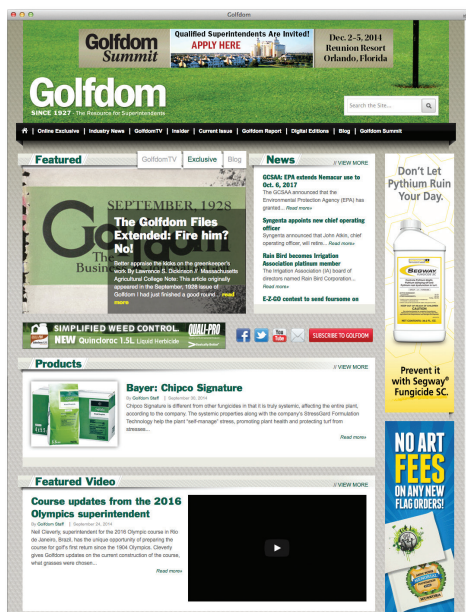 Golfdom
Golfdom
Summit
Qualified Superintendents Are Invited!
APPLY HERE
Dec. 2-5, 2014
Reunion Resort
Orlando, Florida
Golfdom
SINCE 1927 · The Resource for Superintendents
Search the Site...
Online Exclusive | Industry News | GolfdomTV | Insider | Current Issue | Golfdom Report | Digital Editions | Blog | Golfdom Summit
Featured
GolfdomTV
Exclusive
Blog
SEPTEMBER, 1928
The Golfdom Files
Extended: Fire him?
No!
Better appraise the kicks on the greenkeeper's
work By Lawrence S. Dickinson // Massachusetts
Agricultural College Note: This article originally
appeared in the September, 1928 issue of
Golfdom I had just finished a good round... read
more
News
// VIEW MORE
GCSAA: EPA extends Nemacur use to
Oct. 6, 2017
The GCSAA announced that the
Environmental Protection Agency (EPA) has
granted... Read more»
Syngenta appoints new chief operating
officer
Syngenta announced that John Atkin, chief
operating officer, will retire... Read more»
Rain Bird becomes Irrigation
Association platinum member
The Irrigation Association (IA) board of
directors named Rain Bird Corporation...
Read more»
E-Z-GO contest to send foursome on
Don't Let
Pythium Ruin
Your Day.
SEGWAY
Prevent it
with Segway®
Fungicide SC.
SIMPLIFIED WEED CONTROL.
NEW Quinclorac 1.5L Liquid Herbicide
QUALI-PRO
You
Tube
SUBSCRIBE TO GOLFDOM
Products
// VIEW MORE
Bayer: Chipco Signature
By Golfdom Staff | September 30, 2014
Chipco Signature is different from other fungicides in that it is truly systemic, affecting the entire plant,
according to the company. The systemic properties along with the company's StressGard Formulation
Technology help the plant "self-manage" stress, promoting plant health and protecting turf from
stresses...
Read more»
Featured Video
// VIEW MORE
Course updates from the 2016
Olympics superintendent
By Golfdom Staff | September 24, 2014
Neil Cleverly, superintendent for the 2016 Olympic course in Rio
de Janeiro, Brazil, has the unique opportunity of preparing the
course for golf's first return since the 1904 Olympics. Cleverly
gives Golfdom updates on the current construction of the course,
what grasses were chosen...
Read more»
NO ART
FEES
ON ANY NEW
FLAG ORDERS!